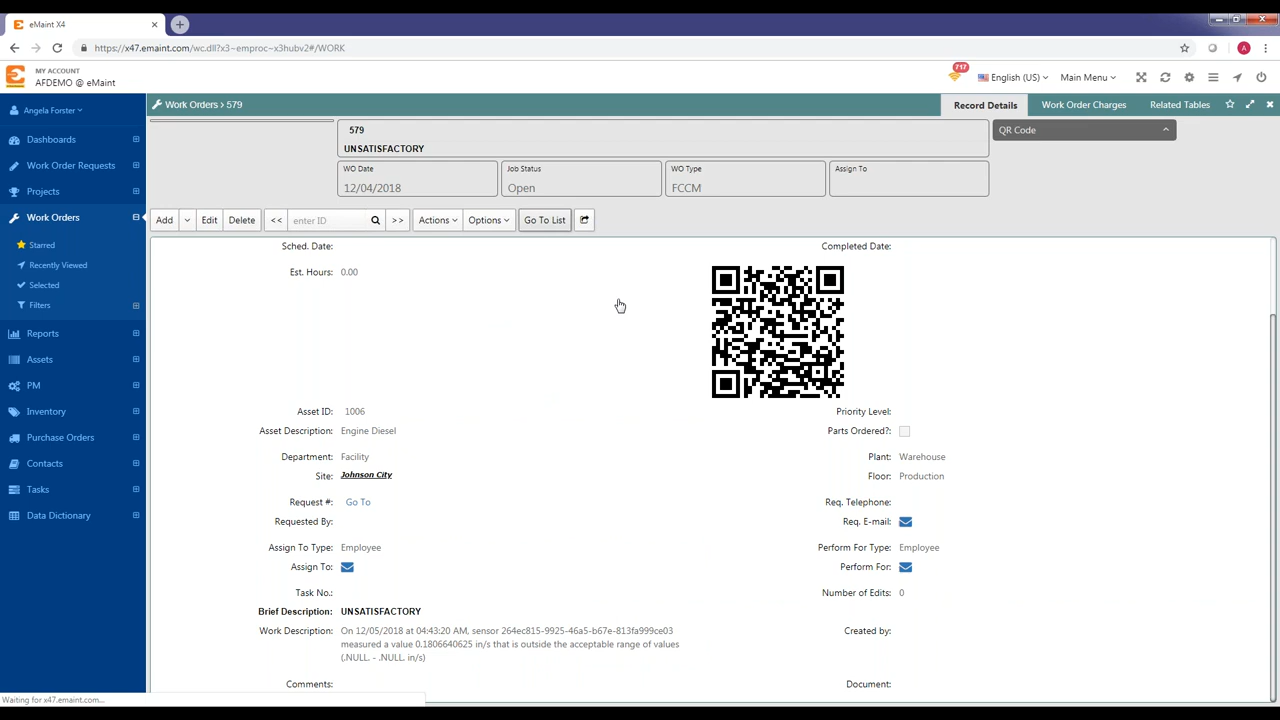 eMaint X4
https://x47.emaint.com/wc.dll?x3~emproc~x3hubv2#/WORK
MY ACCOUNT
AFDEMO @ eMaint
717
English (US)
Main Menu
Angela Forster
Work Orders > 579
Record Details
Work Order Charges
Related Tables
Dashboards
Work Order Requests
Projects
Work Orders
Starred
Recently Viewed
Selected
Filters
Reports
Assets
PM
Inventory
Purchase Orders
Contacts
Tasks
Data Dictionary
579
UNSATISFACTORY
QR Code
WO Date
12/04/2018
Job Status
Open
WO Type
FCCM
Assign To
Add
Edit
Delete
<<
enter ID
>>
Actions
Options
Go To List
Sched. Date:
Completed Date:
Est. Hours: 0.00
Asset ID: 1006
Priority Level:
Asset Description: Engine Diesel
Parts Ordered?:
Department: Facility
Plant: Warehouse
Site: Johnson City
Floor: Production
Request #: Go To
Req. Telephone:
Requested By:
Req. E-mail:
Assign To Type: Employee
Perform For Type: Employee
Assign To:
Perform For:
Task No.:
Number of Edits: 0
Brief Description: UNSATISFACTORY
Work Description: On 12/05/2018 at 04:43:20 AM, sensor 264ec815-9925-46a5-b67e-813fa999ce03
measured a value 0.1806640625 in/s that is outside the acceptable range of values
(.NULL. - .NULL. in/s)
Created by:
Comments:
Document:
Waiting for x47.emaint.com...
A